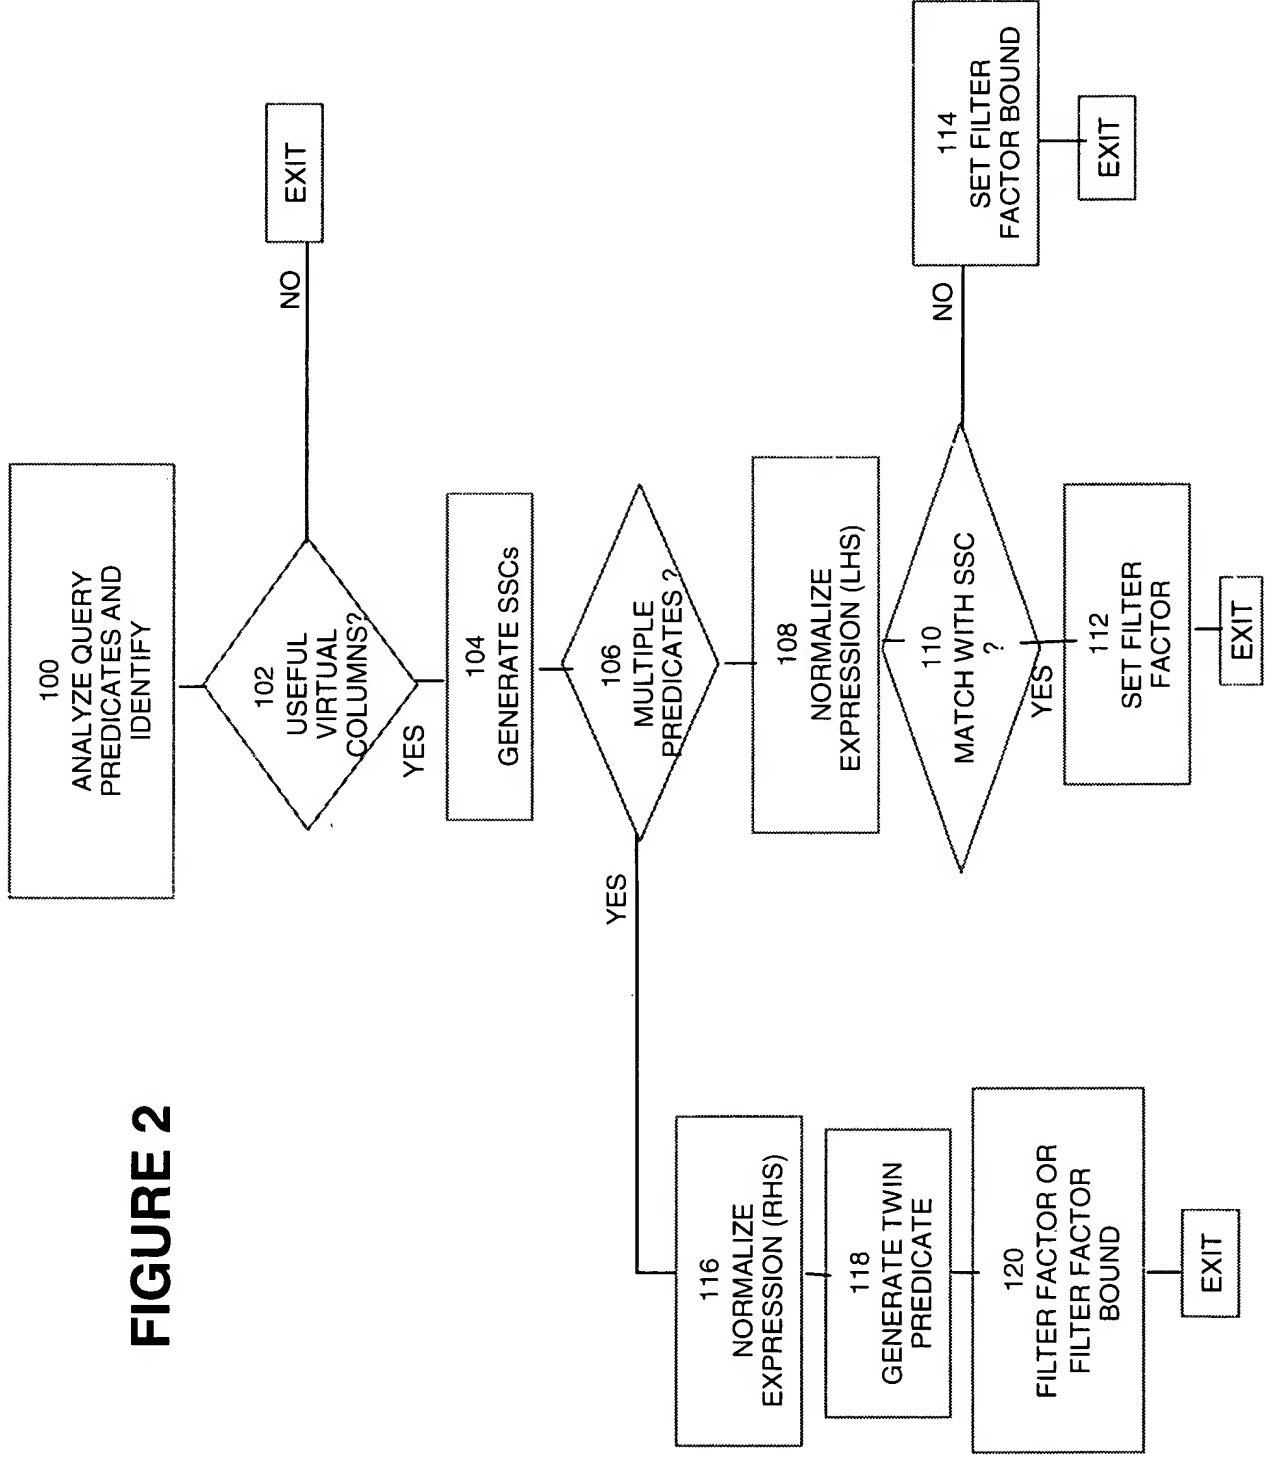 FIGURE 2
100
ANALYZE QUERY
PREDICATES AND
IDENTIFY
102
USEFUL
VIRTUAL
COLUMNS?
NO
EXIT
YES
104
GENERATE SSCs
106
MULTIPLE
PREDICATES ?
YES
108
NORMALIZE
EXPRESSION (LHS)
110
MATCH WITH SSC
?
NO
114
SET FILTER
FACTOR BOUND
EXIT
YES
112
SET FILTER
FACTOR
EXIT
116
NORMALIZE
EXPRESSION (RHS)
118
GENERATE TWIN
PREDICATE
120
FILTER FACTOR OR
FILTER FACTOR
BOUND
EXIT